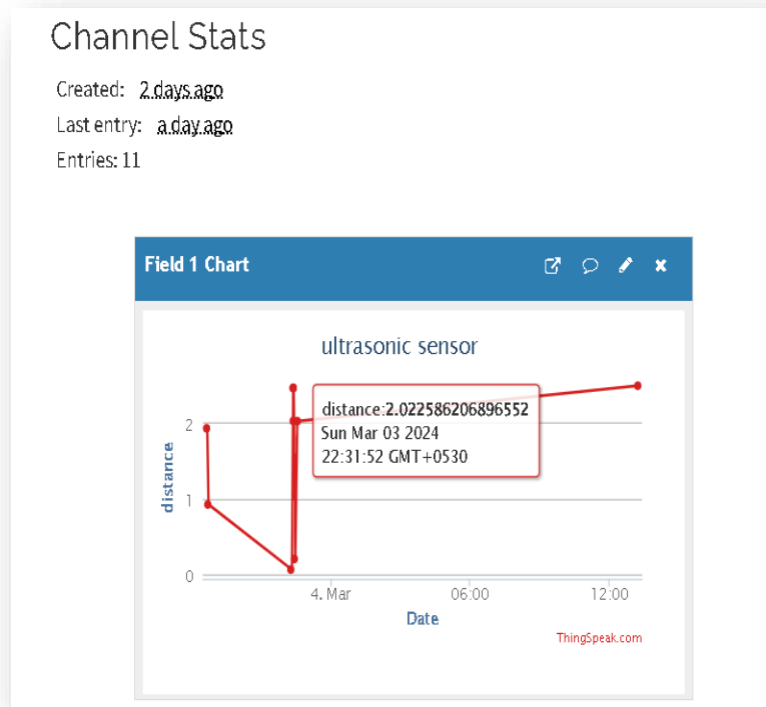 Channel Stats
Created: 2 days ago
Last entry: a day ago
Entries: 11
Field 1 Chart
ultrasonic sensor
distance:2.022586206896552
Sun Mar 03 2024
22:31:52 GMT+0530
distance
2
1
0
4. Mar
06:00
12:00
Date
ThingSpeak.com